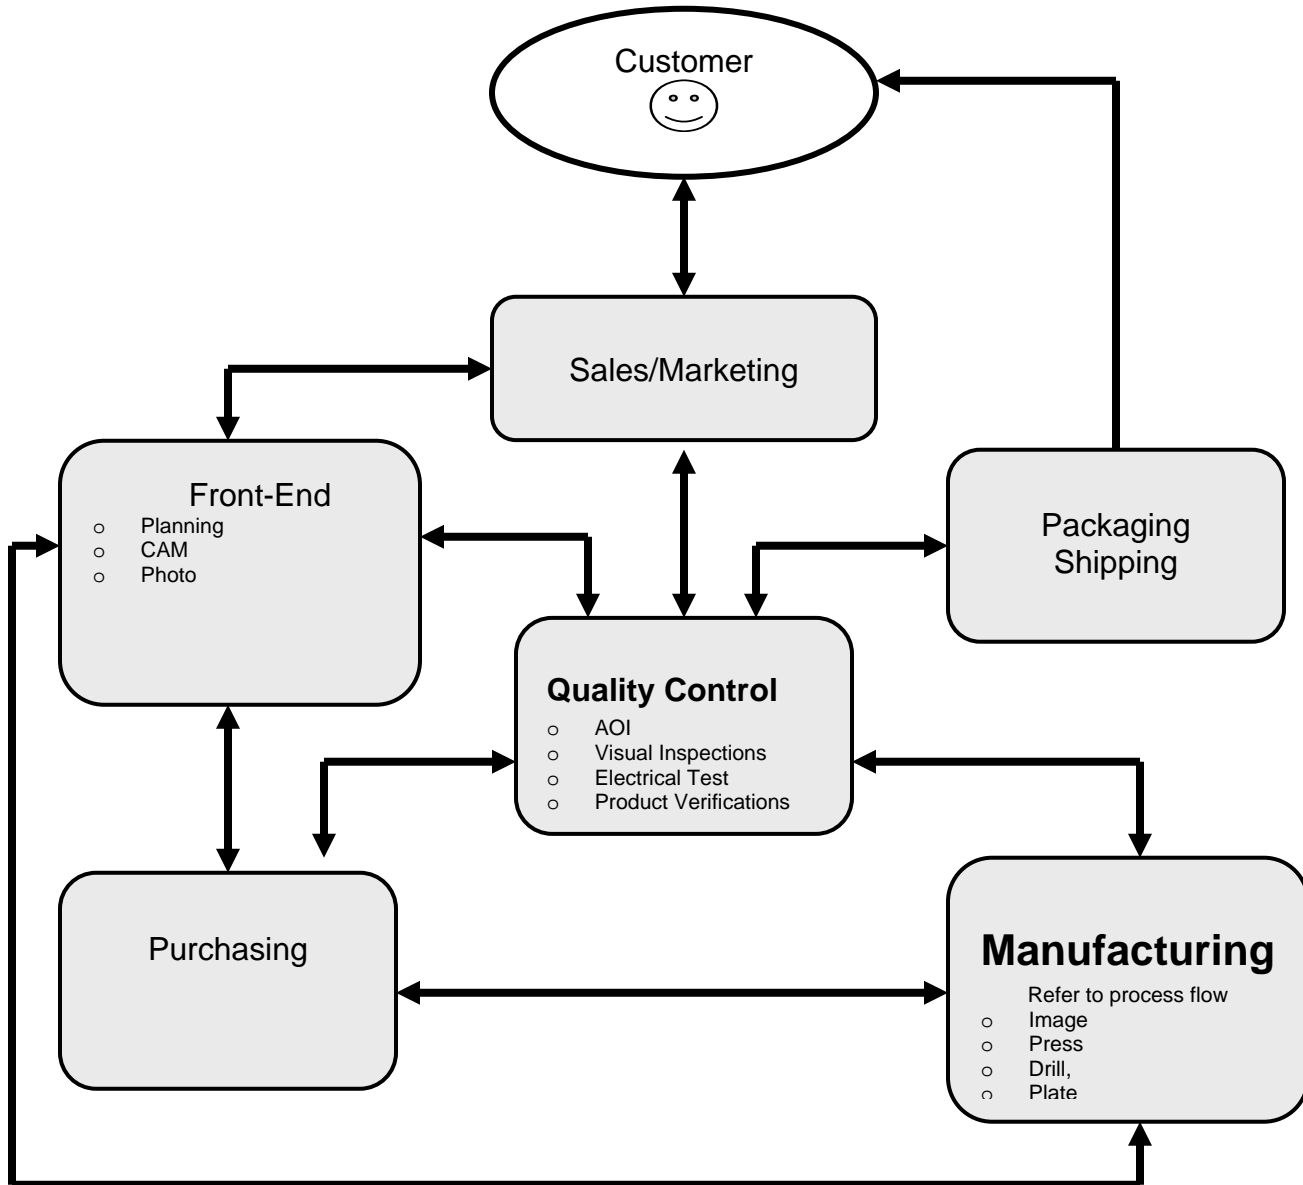 Customer
Sales/Marketing
Front-End
o Planning
o CAM
o Photo
Packaging
Shipping
Quality Control
o AOI
o Visual Inspections
o Electrical Test
o Product Verifications
Purchasing
Manufacturing
Refer to process flow
o Image
o Press
o Drill,
o Plate